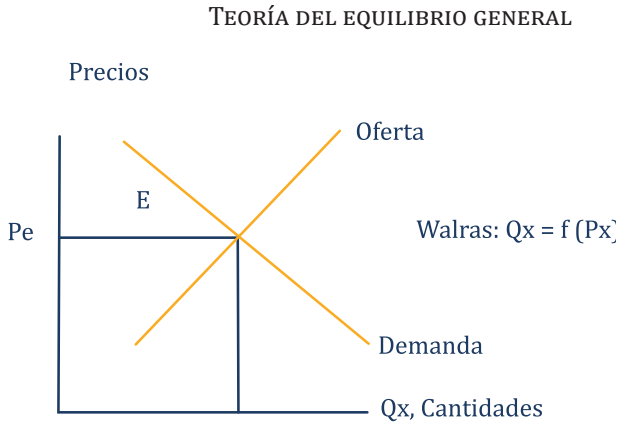 TEORÍA DEL EQUILIBRIO GENERAL
Precios
Oferta
E
Pe
Walras: Qx = f (Px)
Demanda
Qx, Cantidades